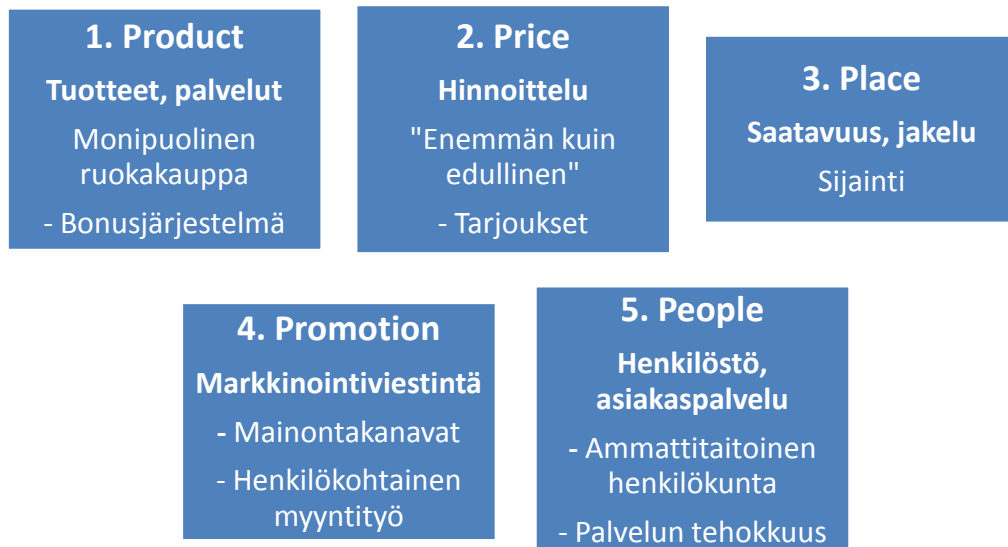 1. Product
Tuotteet, palvelut
Monipuolinen
ruokakauppa
- Bonusjärjestelmä
2. Price
Hinnoittelu
"Enemmän kuin
edullinen"
- Tarjoukset
3. Place
Saatavuus, jakelu
Sijainti
4. Promotion
Markkinointiviestintä
- Mainontakanavat
- Henkilökohtainen
myyntityö
5. People
Henkilöstö,
asiakaspalvelu
- Ammattitaitoinen
henkilökunta
- Palvelun tehokkuus